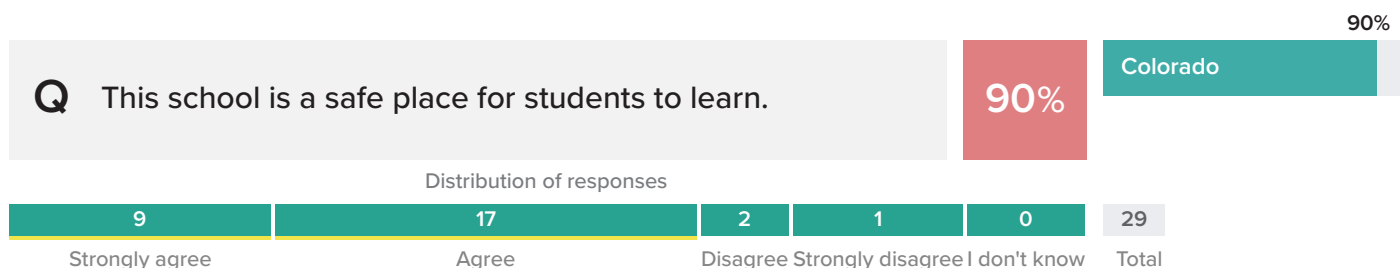 90%
Colorado
Q This school is a safe place for students to learn.
90%
Distribution of responses
9 17 2 1 0 29
Strongly agree Agree Disagree Strongly disagree I don't know Total